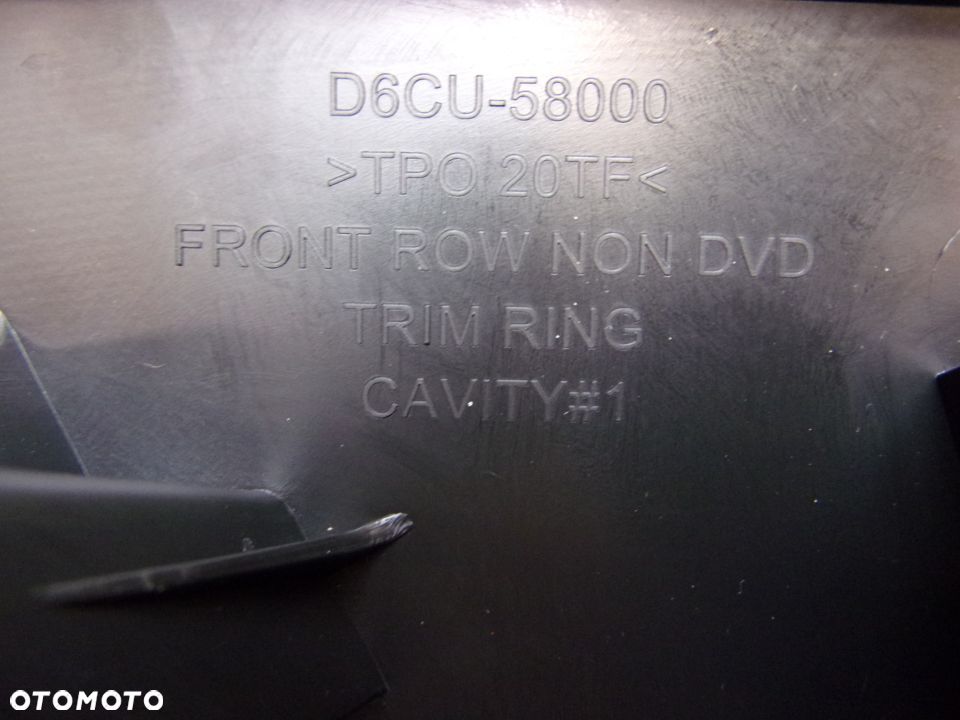 D6CU-58000
>TPO 20TF<
FRONT ROW NON DVD
TRIM RING
CAVITY#1
OTOMOTO